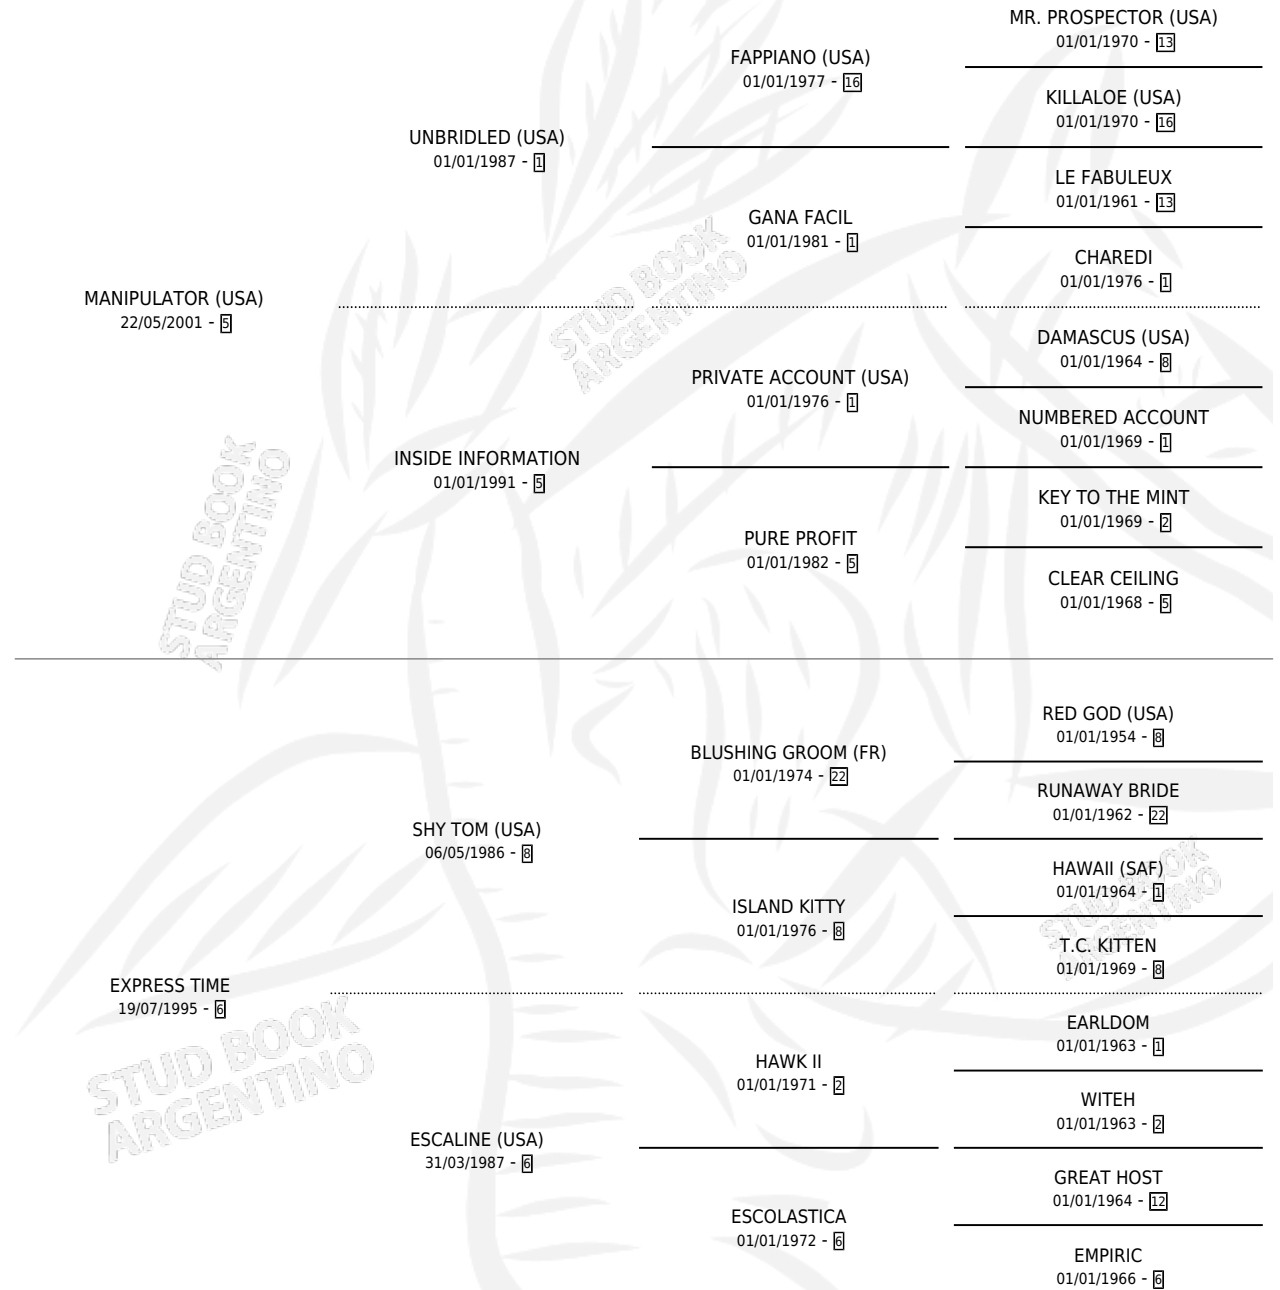 MR. PROSPECTOR (USA)
01/01/1970 - 13
FAPPIANO (USA)
01/01/1977 - 16
KILLALOE (USA)
01/01/1970 - 16
UNBRIDLED (USA)
01/01/1987 - 1
LE FABULEUX
01/01/1961 - 13
GANA FACIL
01/01/1981 - 1
CHAREDI
01/01/1976 - 1
MANIPULATOR (USA)
22/05/2001 - 5
DAMASCUS (USA)
01/01/1964 - 8
PRIVATE ACCOUNT (USA)
01/01/1976 - 1
NUMBERED ACCOUNT
01/01/1969 - 1
INSIDE INFORMATION
01/01/1991 - 5
KEY TO THE MINT
01/01/1969 - 2
PURE PROFIT
01/01/1982 - 5
CLEAR CEILING
01/01/1968 - 5
RED GOD (USA)
01/01/1954 - 8
BLUSHING GROOM (FR)
01/01/1974 - 22
RUNAWAY BRIDE
01/01/1962 - 22
SHY TOM (USA)
06/05/1986 - 8
HAWAII (SAF)
01/01/1964 - 1
ISLAND KITTY
01/01/1976 - 8
T.C. KITTEN
01/01/1969 - 8
EXPRESS TIME
19/07/1995 - 6
EARLDOM
01/01/1963 - 1
HAWK II
01/01/1971 - 2
WITEH
01/01/1963 - 2
ESCALINE (USA)
31/03/1987 - 6
GREAT HOST
01/01/1964 - 12
ESCOLASTICA
01/01/1972 - 6
EMPIRIC
01/01/1966 - 6
STUD BOOK
ARGENTINO
STUD BOOK
ARGENTINO
STUD BOOK
ARGENTINO
STUD BOOK
ARGENTINO